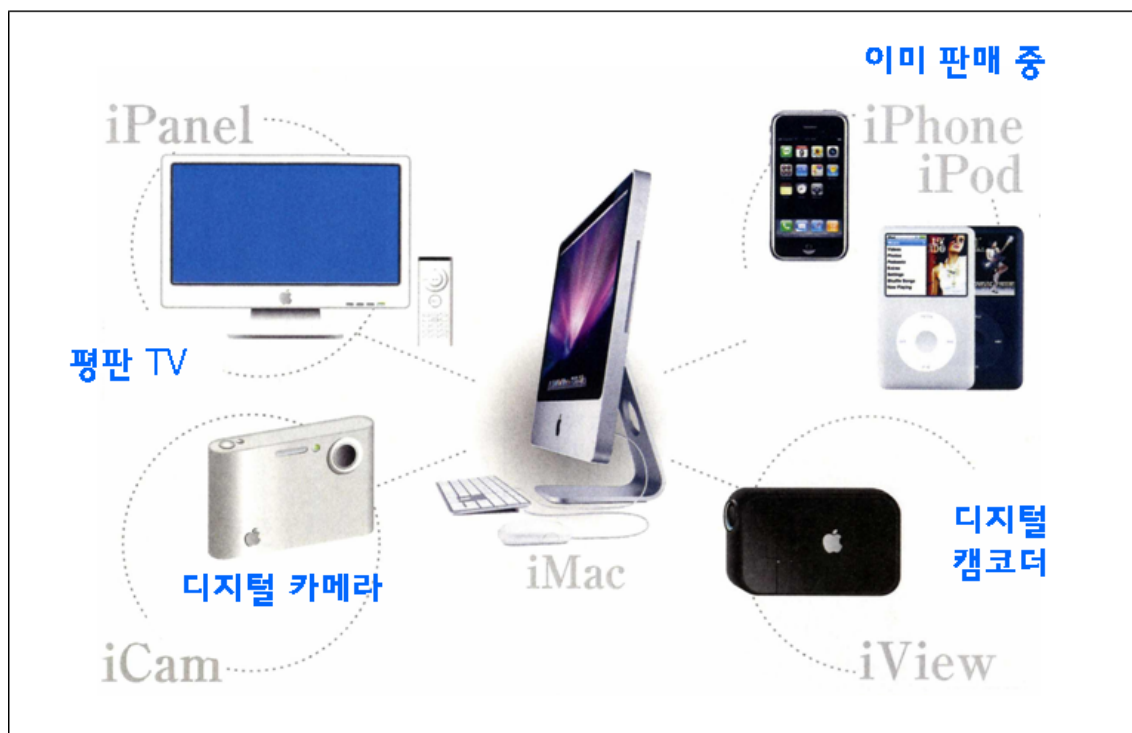 이미 판매 중
iPanel
iPhone
iPod
평판 TV
디지털 카메라
iMac
디지털
캠코더
iCam
iView